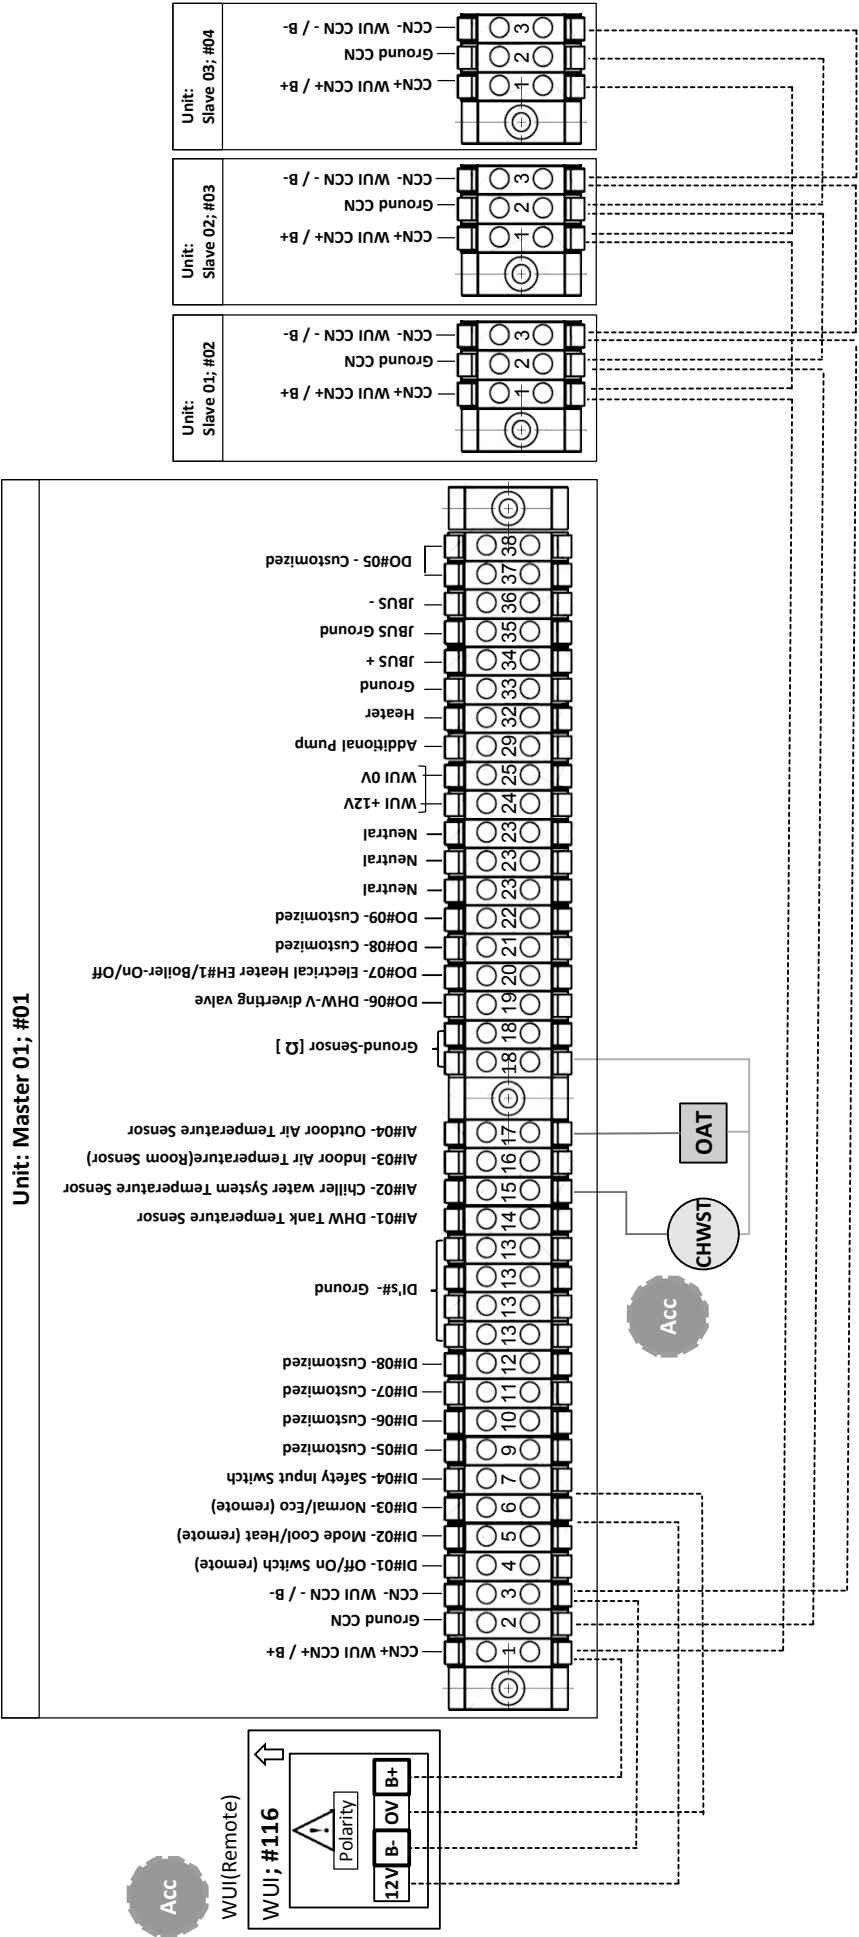 Unit:
Slave 03; #04
CCN-  WUI CCN - / B-
Ground CCN
CCN+ WUI CCN+ / B+
3
2
1
Unit:
Slave 02; #03
CCN-  WUI CCN - / B-
Ground CCN
CCN+ WUI CCN+ / B+
3
2
1
Unit:
Slave 01; #02
CCN-  WUI CCN - / B-
Ground CCN
CCN+ WUI CCN+ / B+
3
2
1
Unit: Master 01; #01
DO#05 - Customized
38
37
JBUS -
36
JBUS Ground
35
JBUS +
34
Ground
33
Heater
32
Additional Pump
29
WUI 0V
25
WUI +12V
24
Neutral
23
Neutral
23
Neutral
23
DO#09- Customized
22
DO#08- Customized
21
DO#07- Electrical Heater EH#1/Boiler-On/Off
20
DO#06- DHW-V diverting valve
19
Ground-Sensor [Ω ]
18
18
AI#04- Outdoor Air Temperature Sensor
17
AI#03- Indoor Air Temperature(Room Sensor)
16
AI#02- Chiller water System Temperature Sensor
15
AI#01- DHW Tank Temperature Sensor
14
DI's#-  Ground
13
13
13
13
DI#08- Customized
12
DI#07- Customized
11
DI#06- Customized
10
DI#05- Customized
9
DI#04- Safety Input Switch
7
DI#03- Normal/Eco (remote)
6
DI#02- Mode Cool/Heat (remote)
5
DI#01- Off/On Switch (remote)
4
CCN-  WUI CCN - / B-
3
Ground CCN
2
CCN+ WUI CCN+ / B+
1
OAT
CHWST
Acc
Acc
WUI(Remote)
WUI; #116
!
Polarity
12V
B-
OV
B+